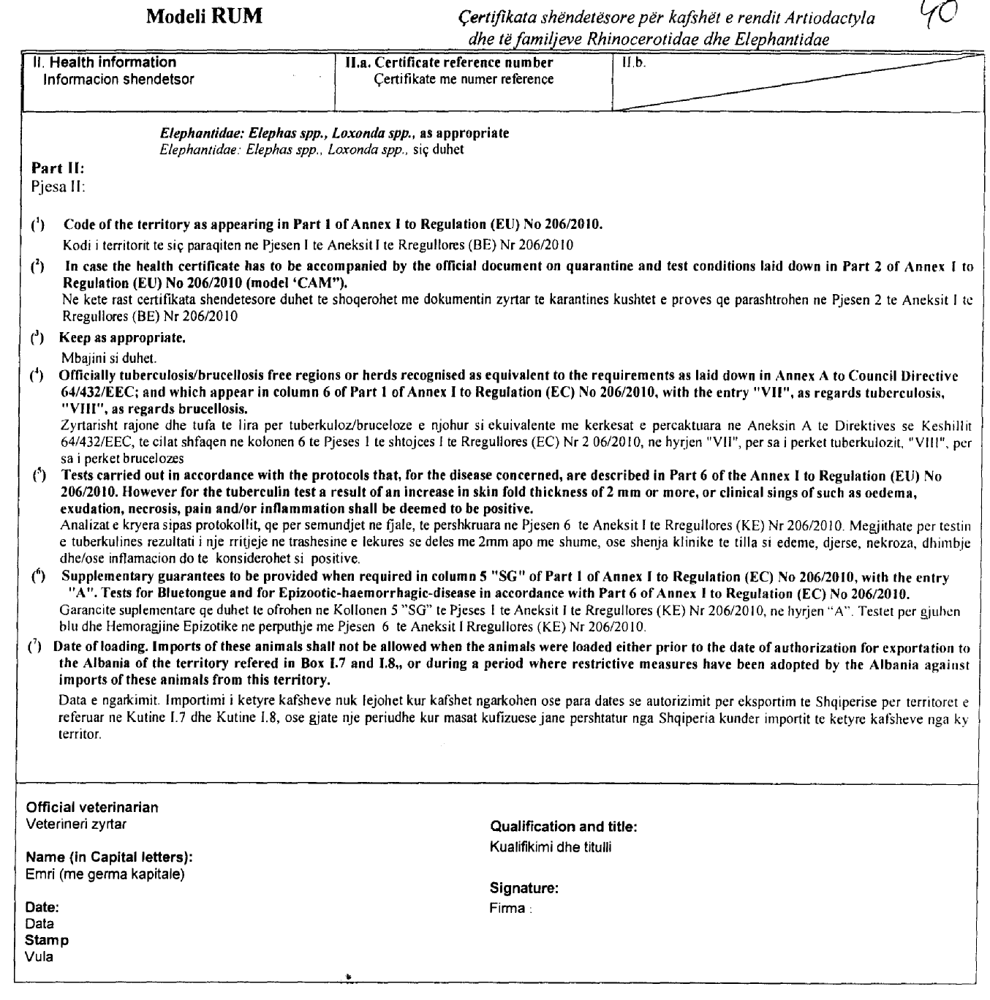 Modeli RUM
Çertifikata shëndetësore për kafshët e rendit Artiodactyla
dhe të familjeve Rhinocerotidae dhe Elephantidae
40
II. Health information
Informacion shendetsor
II.a. Certificate reference number
Çertifikate me numer reference
II.b.
Elephantidae: Elephas spp., Loxonda spp., as appropriate
Elephantidae: Elephas spp., Loxonda spp., siç duhet
Part II:
Pjesa II:
(¹) Code of the territory as appearing in Part 1 of Annex I to Regulation (EU) No 206/2010.
Kodi i territorit te siç paraqiten ne Pjesen I te Aneksit I te Rregullores (BE) Nr 206/2010
(²) In case the health certificate has to be accompanied by the official document on quarantine and test conditions laid down in Part 2 of Annex I to
Regulation (EU) No 206/2010 (model ‘CAM”).
Ne kete rast certifikata shendetesore duhet te shoqerohet me dokumentin zyrtar te karantines kushtet e proves qe parashtrohen ne Pjesen 2 te Aneksit I te
Rregullores (BE) Nr 206/2010
(³) Keep as appropriate.
Mbajini si duhet.
(⁴) Officially tuberculosis/brucellosis free regions or herds recognised as equivalent to the requirements as laid down in Annex A to Council Directive
64/432/EEC; and which appear in column 6 of Part 1 of Annex I to Regulation (EC) No 206/2010, with the entry "VII", as regards tuberculosis,
"VIII", as regards brucellosis.
Zyrtarisht rajone dhe tufa te lira per tuberkuloz/bruceloze e njohur si ekuivalente me kerkesat e percaktuara ne Aneksin A te Direktives se Keshillit
64/432/EEC, te cilat shfaqen ne kolonen 6 te Pjeses 1 te shtojces I te Rregullores (EC) Nr 2 06/2010, ne hyrjen "VII", per sa i perket tuberkulozit, "VIII", per
sa i perket brucelozes
(⁵) Tests carried out in accordance with the protocols that, for the disease concerned, are described in Part 6 of the Annex I to Regulation (EU) No
206/2010. However for the tuberculin test a result of an increase in skin fold thickness of 2 mm or more, or clinical sings of such as oedema,
exudation, necrosis, pain and/or inflammation shall be deemed to be positive.
Analizat e kryera sipas protokollit, qe per semundjet ne fjale, te pershkruara ne Pjesen 6 te Aneksit I te Rregullores (KE) Nr 206/2010. Megjithate per testin
e tuberkulines rezultati i nje rritjeje ne trashesine e lekures se deles me 2mm apo me shume, ose shenja klinike te tilla si edeme, djerse, nekroza, dhimbje
dhe/ose inflamacion do te konsiderohet si positive.
(⁶) Supplementary guarantees to be provided when required in column 5 "SG" of Part 1 of Annex I to Regulation (EC) No 206/2010, with the entry
"A". Tests for Bluetongue and for Epizootic-haemorrhagic-disease in accordance with Part 6 of Annex I to Regulation (EC) No 206/2010.
Garancite suplementare qe duhet te ofrohen ne Kollonen 5 "SG" te Pjeses 1 te Aneksit I te Rregullores (KE) Nr 206/2010, ne hyrjen “A”. Testet per gjuhen
blu dhe Hemoragjine Epizotike ne perputhje me Pjesen 6 te Aneksit I Rregullores (KE) Nr 206/2010.
(⁷) Date of loading. Imports of these animals shall not be allowed when the animals were loaded either prior to the date of authorization for exportation to
the Albania of the territory refered in Box I.7 and I.8,, or during a period where restrictive measures have been adopted by the Albania against
imports of these animals from this territory.
Data e ngarkimit. Importimi i ketyre kafsheve nuk lejohet kur kafshet ngarkohen ose para dates se autorizimit per eksportim te Shqiperise per territoret e
referuar ne Kutine I.7 dhe Kutine I.8, ose gjate nje periudhe kur masat kufizuese jane pershtatur nga Shqiperia kunder importit te ketyre kafsheve nga ky
territor.
Official veterinarian
Veterineri zyrtar
Name (in Capital letters):
Emri (me germa kapitale)
Date:
Data
Stamp
Vula
Qualification and title:
Kualifikimi dhe titulli
Signature:
Firma :